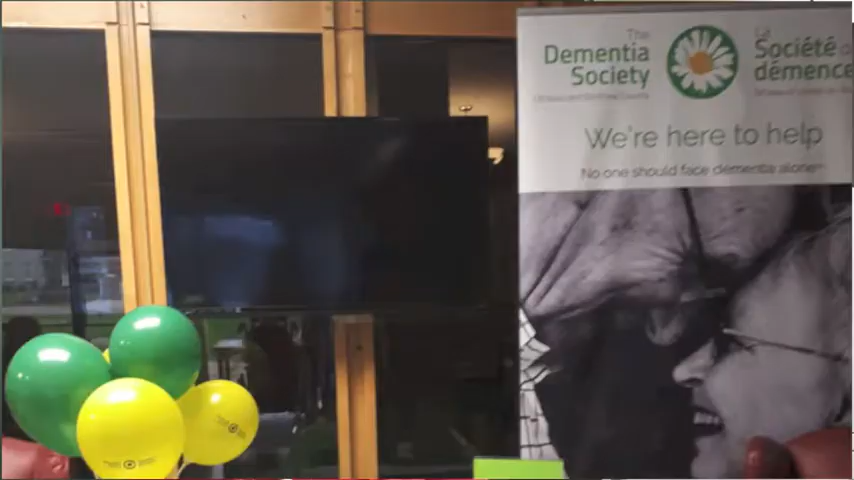 The
Dementia
Society
La
Société
démence
We're here to help
No one should face dementia alone